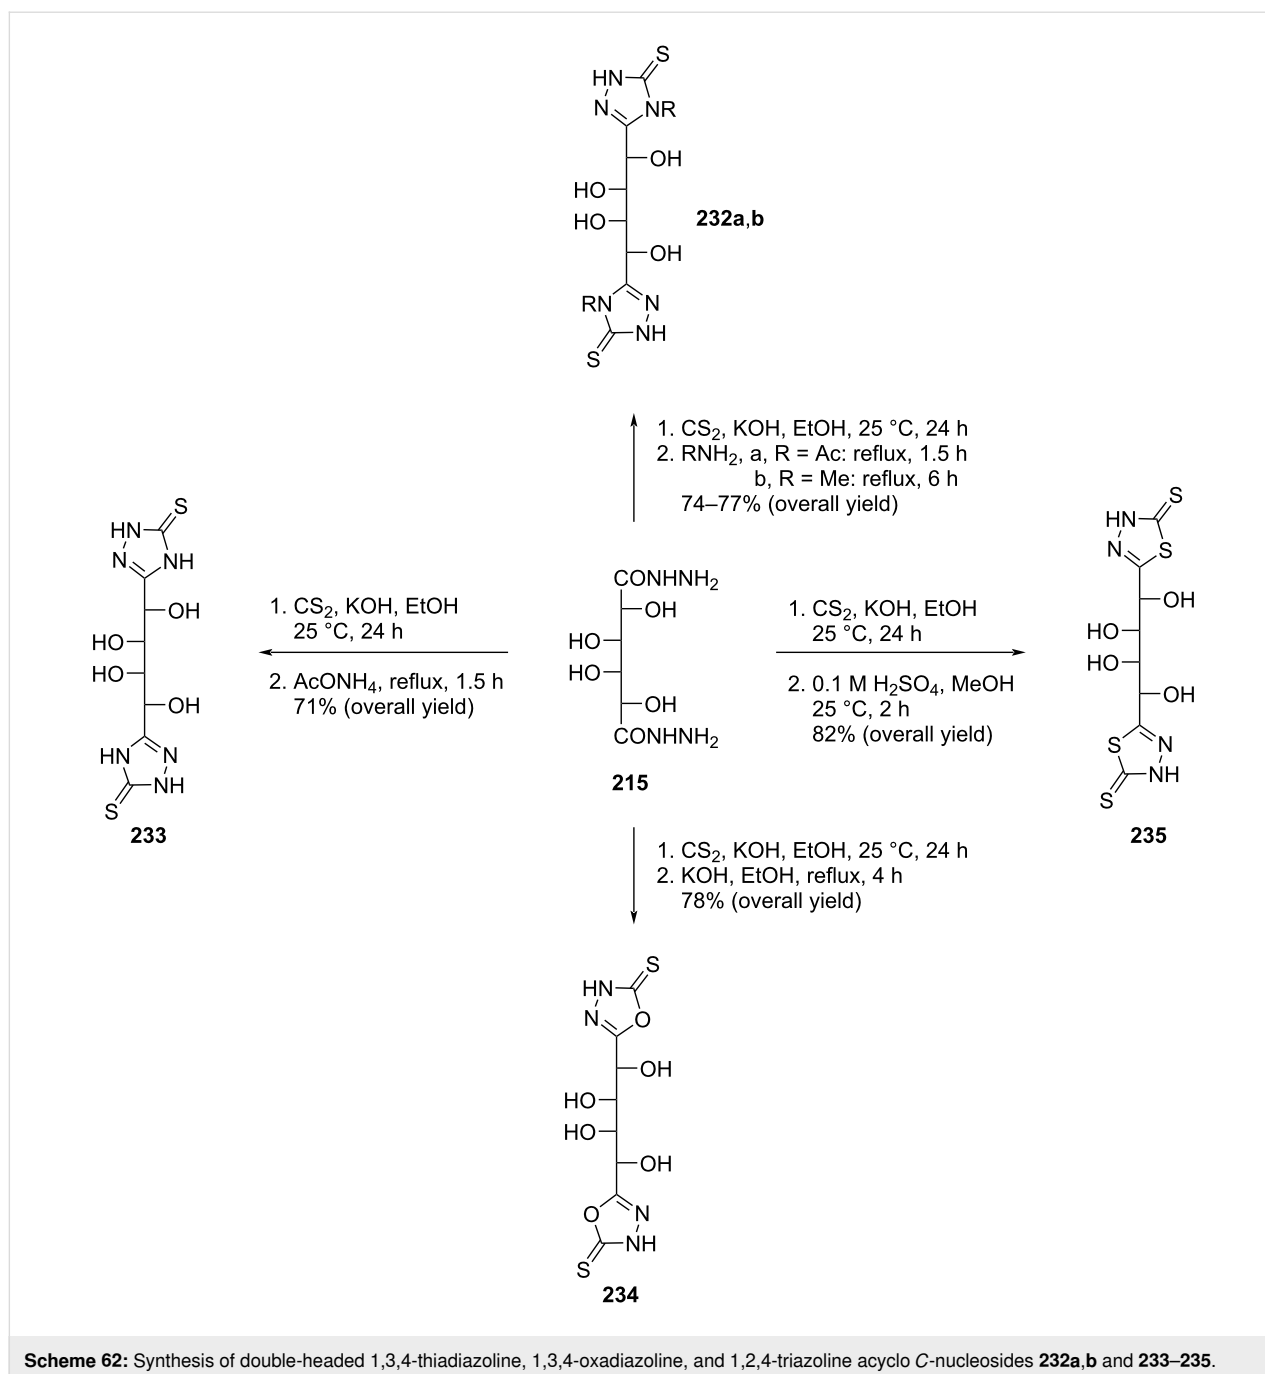 S
HN
N
NR
OH
HO
HO
232a,b
OH
RN
N
NH
S
1. CS2, KOH, EtOH, 25 °C, 24 h
2. RNH2, a, R = Ac: reflux, 1.5 h
b, R = Me: reflux, 6 h
74–77% (overall yield)
S
HN
N
NH
OH
HO
HO
OH
HN
N
NH
S
233
1. CS2, KOH, EtOH
25 °C, 24 h
2. AcONH4, reflux, 1.5 h
71% (overall yield)
CONHNH2
OH
HO
HO
OH
CONHNH2
215
1. CS2, KOH, EtOH
25 °C, 24 h
2. 0.1 M H2SO4, MeOH
25 °C, 2 h
82% (overall yield)
S
HN
N
S
OH
HO
HO
OH
S
N
NH
S
235
1. CS2, KOH, EtOH, 25 °C, 24 h
2. KOH, EtOH, reflux, 4 h
78% (overall yield)
S
HN
N
O
OH
HO
HO
OH
O
N
NH
S
234
Scheme 62: Synthesis of double-headed 1,3,4-thiadiazoline, 1,3,4-oxadiazoline, and 1,2,4-triazoline acyclo C-nucleosides 232a,b and 233–235.